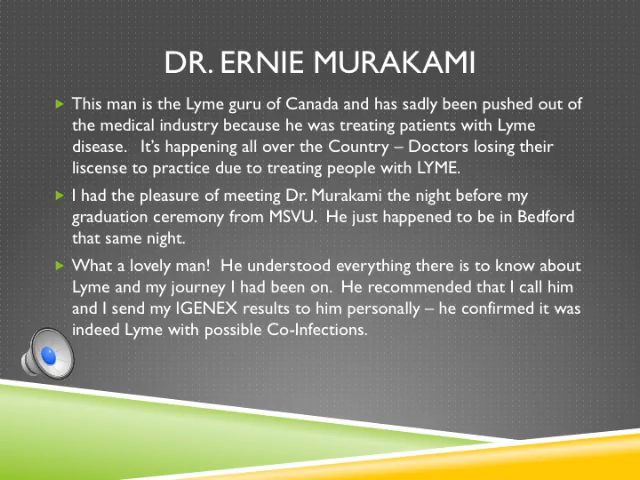 DR. ERNIE MURAKAMI
This man is the Lyme guru of Canada and has sadly been pushed out of
the medical industry because he was treating patients with Lyme
disease.   It's happening all over the Country – Doctors losing their
liscense to practice due to treating people with LYME.
I had the pleasure of meeting Dr. Murakami the night before my
graduation ceremony from MSVU.  He just happened to be in Bedford
that same night.
What a lovely man!  He understood everything there is to know about
Lyme and my journey I had been on.  He recommended that I call him
and I send my IGENEX results to him personally – he confirmed it was
indeed Lyme with possible Co-Infections.